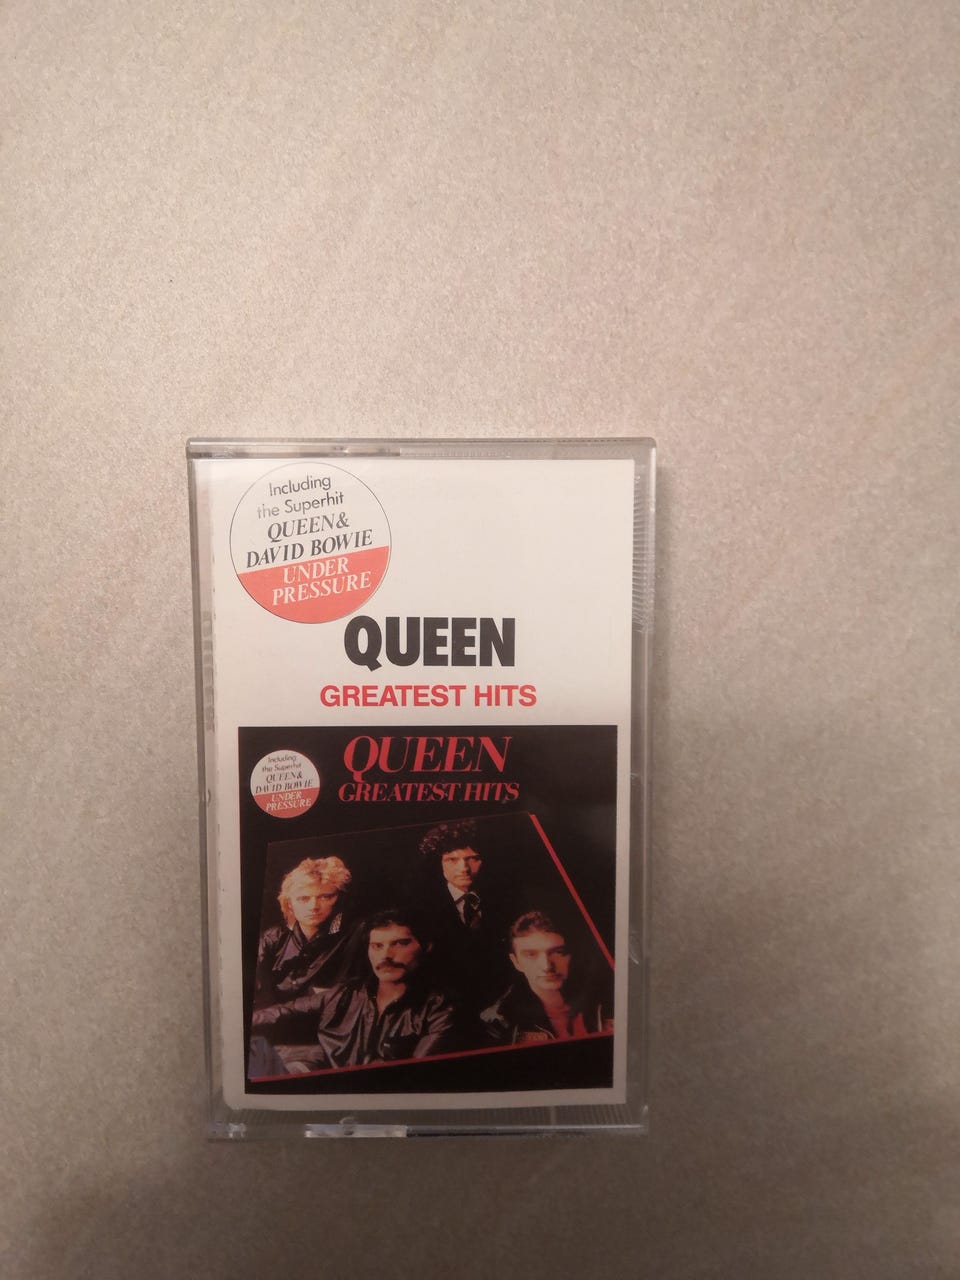 Including
the Superhit
QUEEN &
DAVID BOWIE
UNDER
PRESSURE
QUEEN
GREATEST HITS
QUEEN
GREATEST HITS
Including
the Superhit
QUEEN &
DAVID BOWIE
UNDER
PRESSURE